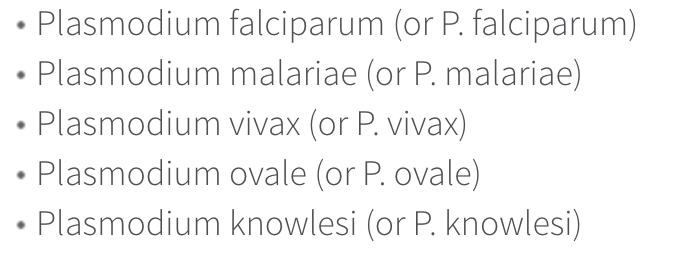 • Plasmodium falciparum (or P. falciparum)
• Plasmodium malariae (or P. malariae)
• Plasmodium vivax (or P. vivax)
• Plasmodium ovale (or P. ovale)
• Plasmodium knowlesi (or P. knowlesi)